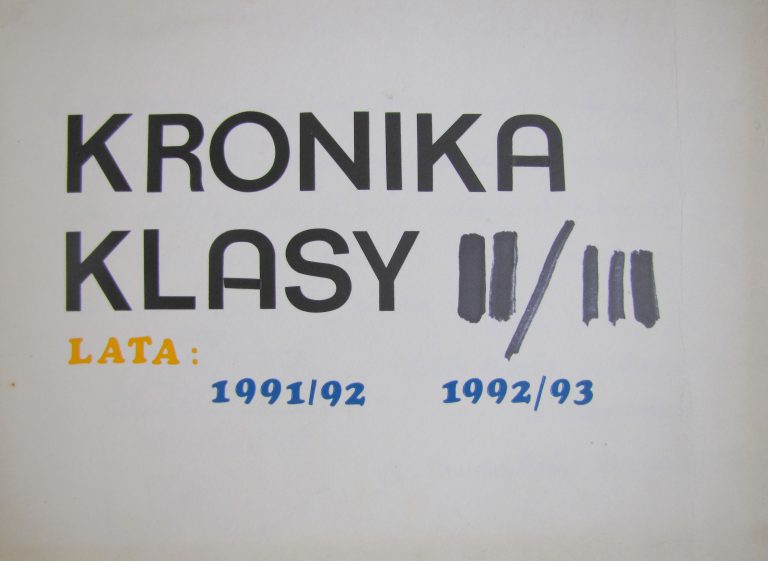 KRONIKA
KLASY II/III
LATA:
1991/92 1992/93